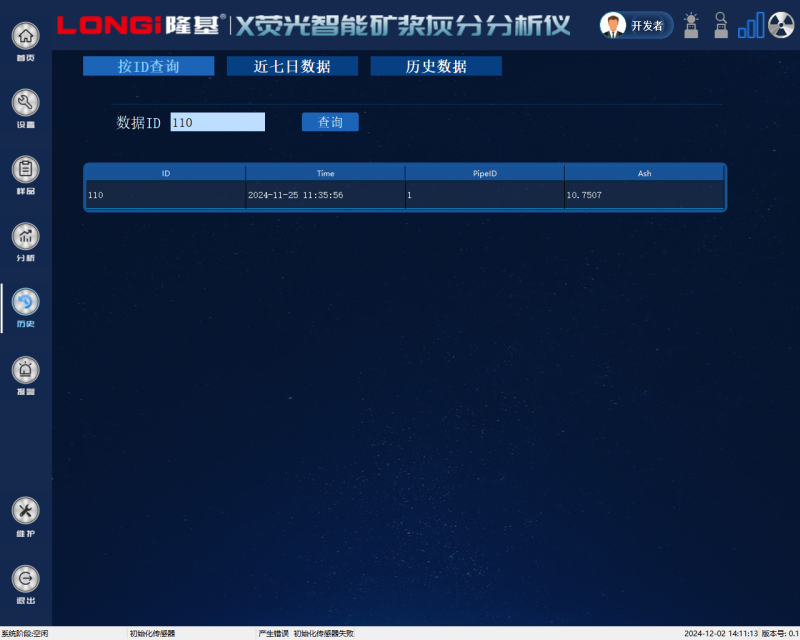 LONGi隆基® | X荧光智能矿浆灰分分析仪
开发者
首页
设置
样品
分析
历史
报警
维护
退出
按ID查询 近七日数据 历史数据
数据ID 110 查询
ID Time PipeID Ash
110 2024-11-25 11:35:56 1 10.7507
系统阶段:空闲 初始化传感器 产生错误 初始化传感器失败 2024-12-02 14:11:13 版本号: 0.1